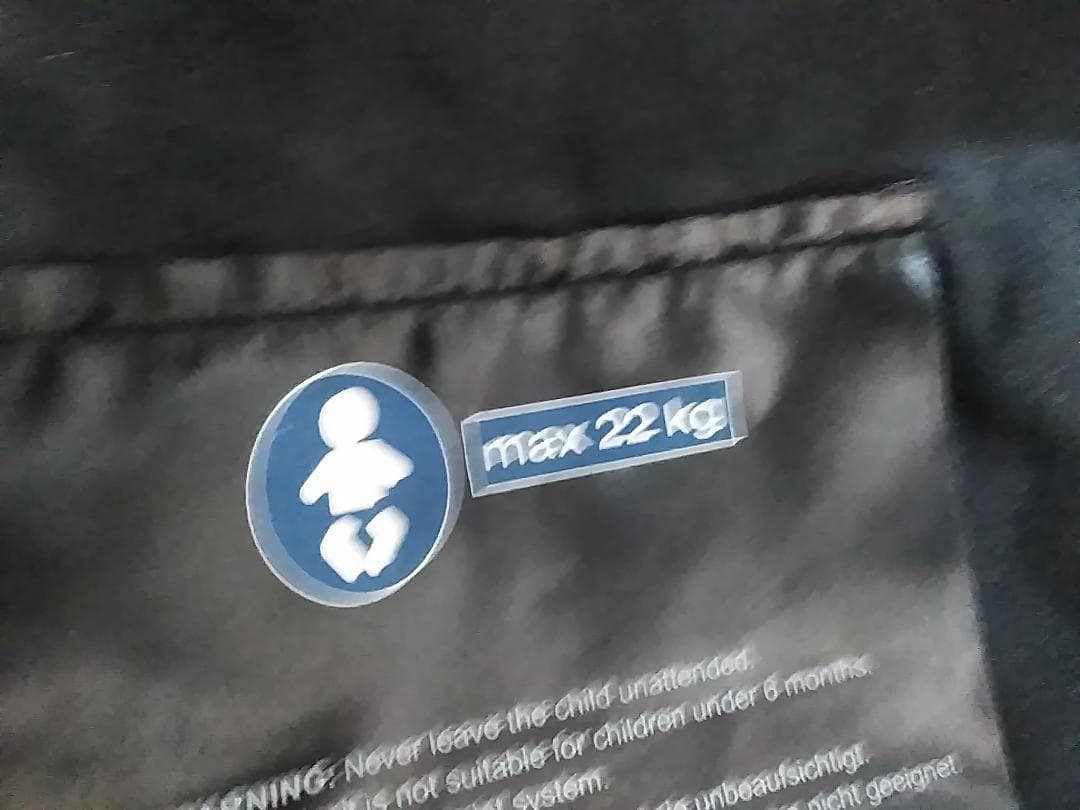 max 22 kg
WARNING: Never leave the child unattended.
is not suitable for children under 6 months.
system.
unbeaufsichtigt.
nicht geeignet.